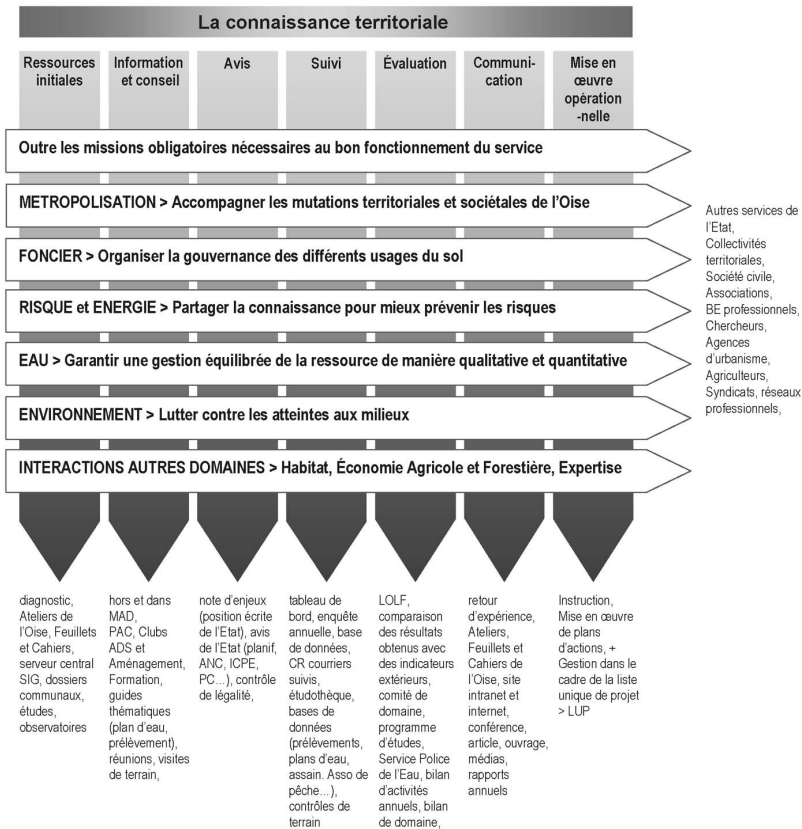 La connaissance territoriale
Ressources
initiales
Information
et conseil
Avis
Suivi
Évaluation
Communi-
cation
Mise en
œuvre
opération
-nelle
Outre les missions obligatoires nécessaires au bon fonctionnement du service
METROPOLISATION > Accompagner les mutations territoriales et sociétales de l'Oise
FONCIER > Organiser la gouvernance des différents usages du sol
RISQUE et ENERGIE > Partager la connaissance pour mieux prévenir les risques
EAU > Garantir une gestion équilibrée de la ressource de manière qualitative et quantitative
ENVIRONNEMENT > Lutter contre les atteintes aux milieux
INTERACTIONS AUTRES DOMAINES > Habitat, Économie Agricole et Forestière, Expertise
Autres services de
l'Etat,
Collectivités
territoriales,
Société civile,
Associations,
BE professionnels,
Chercheurs,
Agences
d'urbanisme,
Agriculteurs,
Syndicats, réseaux
professionnels,
diagnostic,
Ateliers de
l'Oise, Feuillets
et Cahiers,
serveur central
SIG, dossiers
communaux,
études,
observatoires
hors et dans
MAD,
PAC, Clubs
ADS et
Aménagement,
Formation,
guides
thématiques
(plan d'eau,
prélèvement),
réunions, visites
de terrain,
note d'enjeux
(position écrite
de l'Etat), avis
de l'Etat (planif,
ANC, ICPE,
PC…), contrôle
de légalité,
tableau de
bord, enquête
annuelle, base
de données,
CR courriers
suivis,
étudothèque,
bases de
données
(prélèvements,
plans d'eau,
assain. Asso de
pêche…),
contrôles de
terrain
LOLF,
comparaison
des résultats
obtenus avec
des indicateurs
extérieurs,
comité de
domaine,
programme
d'études,
Service Police
de l'Eau, bilan
d'activités
annuels, bilan
de domaine,
retour
d'expérience,
Ateliers,
Feuillets et
Cahiers de
l'Oise, site
intranet et
internet,
conférence,
article, ouvrage,
médias,
rapports
annuels
Instruction,
Mise en œuvre
de plans
d'actions, +
Gestion dans le
cadre de la liste
unique de projet
> LUP